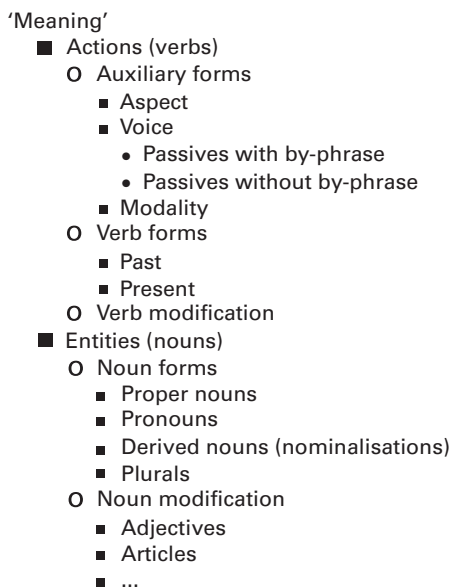 ‘Meaning’
■ Actions (verbs)
o Auxiliary forms
▪ Aspect
▪ Voice
• Passives with by-phrase
• Passives without by-phrase
▪ Modality
o Verb forms
▪ Past
▪ Present
o Verb modification
■ Entities (nouns)
o Noun forms
▪ Proper nouns
▪ Pronouns
▪ Derived nouns (nominalisations)
▪ Plurals
o Noun modification
▪ Adjectives
▪ Articles
▪ ...